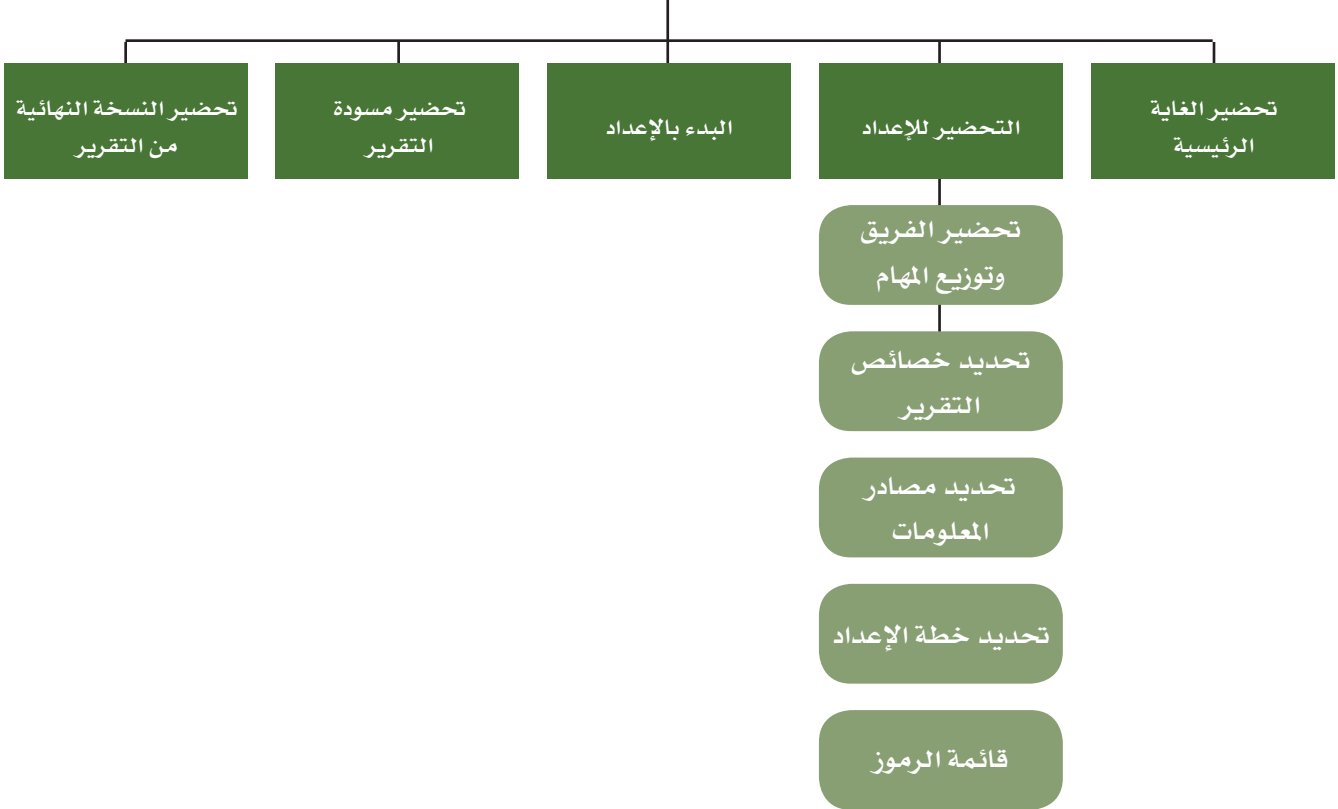 تحضير الغاية
الرئيسية
التحضير للإعداد
البدء بالإعداد
تحضير مسودة
التقرير
تحضير النسخة النهائية
من التقرير
تحضير الفريق
وتوزيع المهام
تحديد خصائص
التقرير
تحديد مصادر
المعلومات
تحديد خطة الإعداد
قائمة الرموز